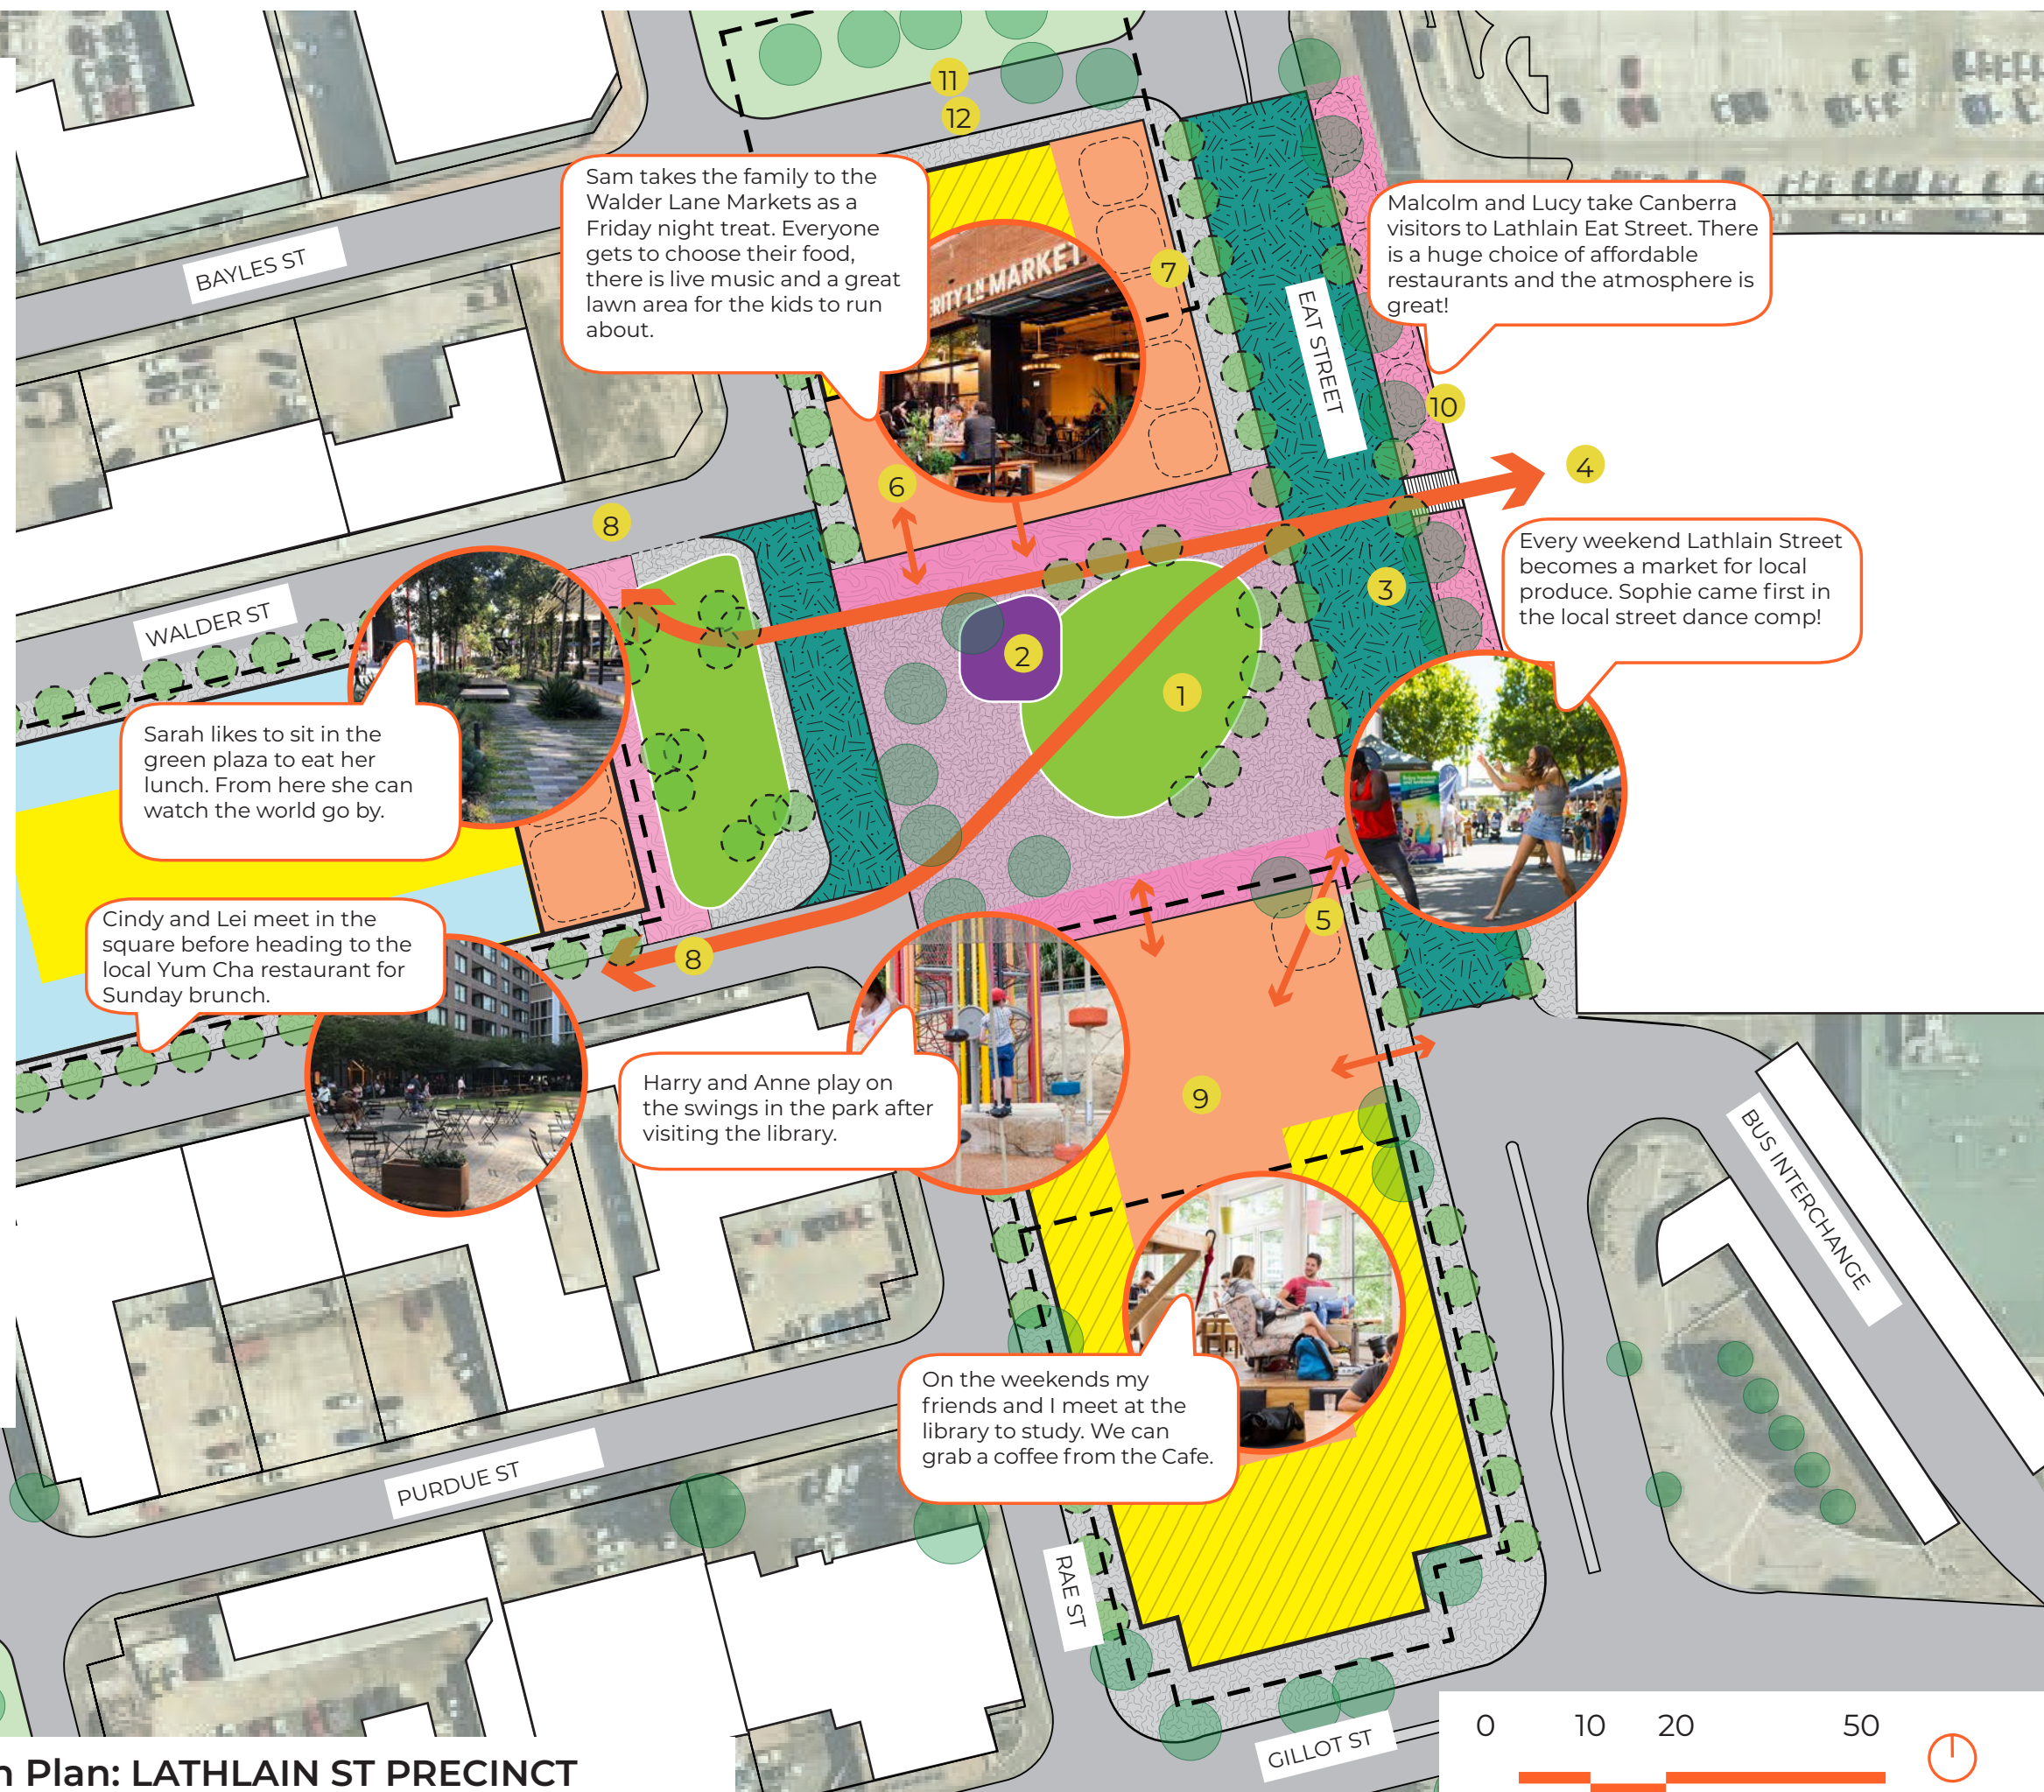 11
12
Sam takes the family to the
Walder Lane Markets as a
Friday night treat. Everyone
gets to choose their food,
there is live music and a great
lawn area for the kids to run
about.
Malcolm and Lucy take Canberra
visitors to Lathlain Eat Street. There
is a huge choice of affordable
restaurants and the atmosphere is
great!
BAYLES ST
ERITY LN MARKET
7
EAT STREET
10
4
6
8
Every weekend Lathlain Street
becomes a market for local
produce. Sophie came first in
the local street dance comp!
3
WALDER ST
2
1
Sarah likes to sit in the
green plaza to eat her
lunch. From here she can
watch the world go by.
Cindy and Lei meet in the
square before heading to the
local Yum Cha restaurant for
Sunday brunch.
5
8
Harry and Anne play on
the swings in the park after
visiting the library.
9
BUS INTERCHANGE
On the weekends my
friends and I meet at the
library to study. We can
grab a coffee from the Cafe.
PURDUE ST
RAE ST
GILLOT ST
0 10 20 50
n Plan: LATHLAIN ST PRECINCT